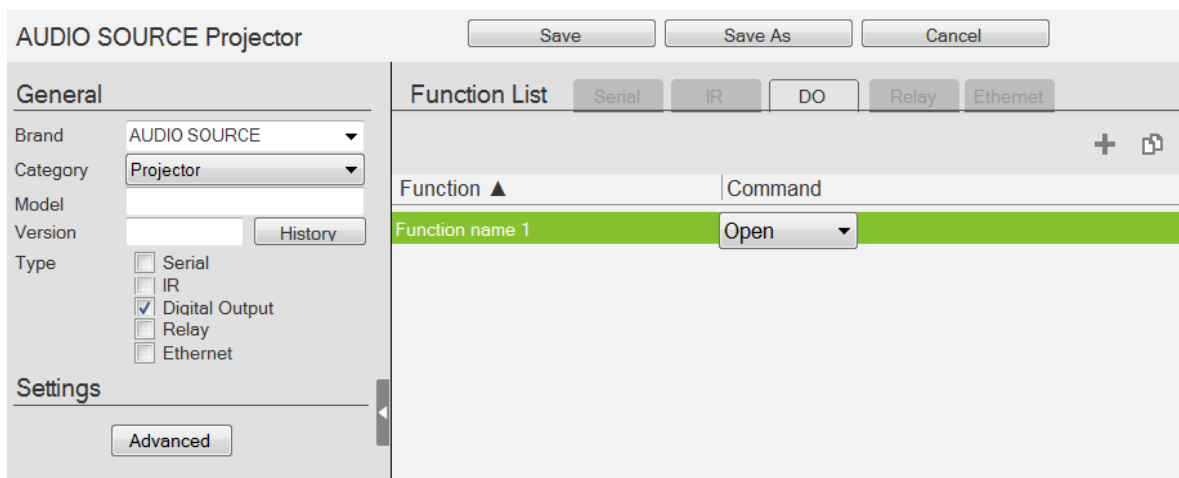 AUDIO SOURCE Projector
Save
Save As
Cancel
General
Brand
AUDIO SOURCE
Category
Projector
Model
Version
History
Type
Serial
IR
Digital Output
Relay
Ethernet
Settings
Advanced
Function List
Serial
IR
DO
Relay
Ethernet
Function ▲
Command
Function name 1
Open